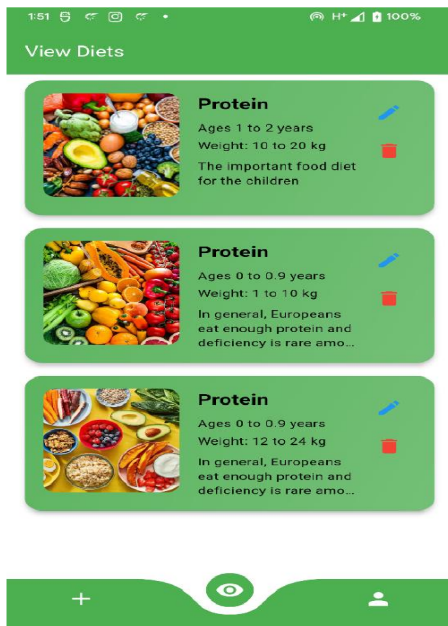 1:51
H+
100%
View Diets
Protein
Ages 1 to 2 years
Weight: 10 to 20 kg
The important food diet
for the children
Protein
Ages 0 to 0.9 years
Weight: 1 to 10 kg
In general, Europeans
eat enough protein and
deficiency is rare amo...
Protein
Ages 0 to 0.9 years
Weight: 12 to 24 kg
In general, Europeans
eat enough protein and
deficiency is rare amo...